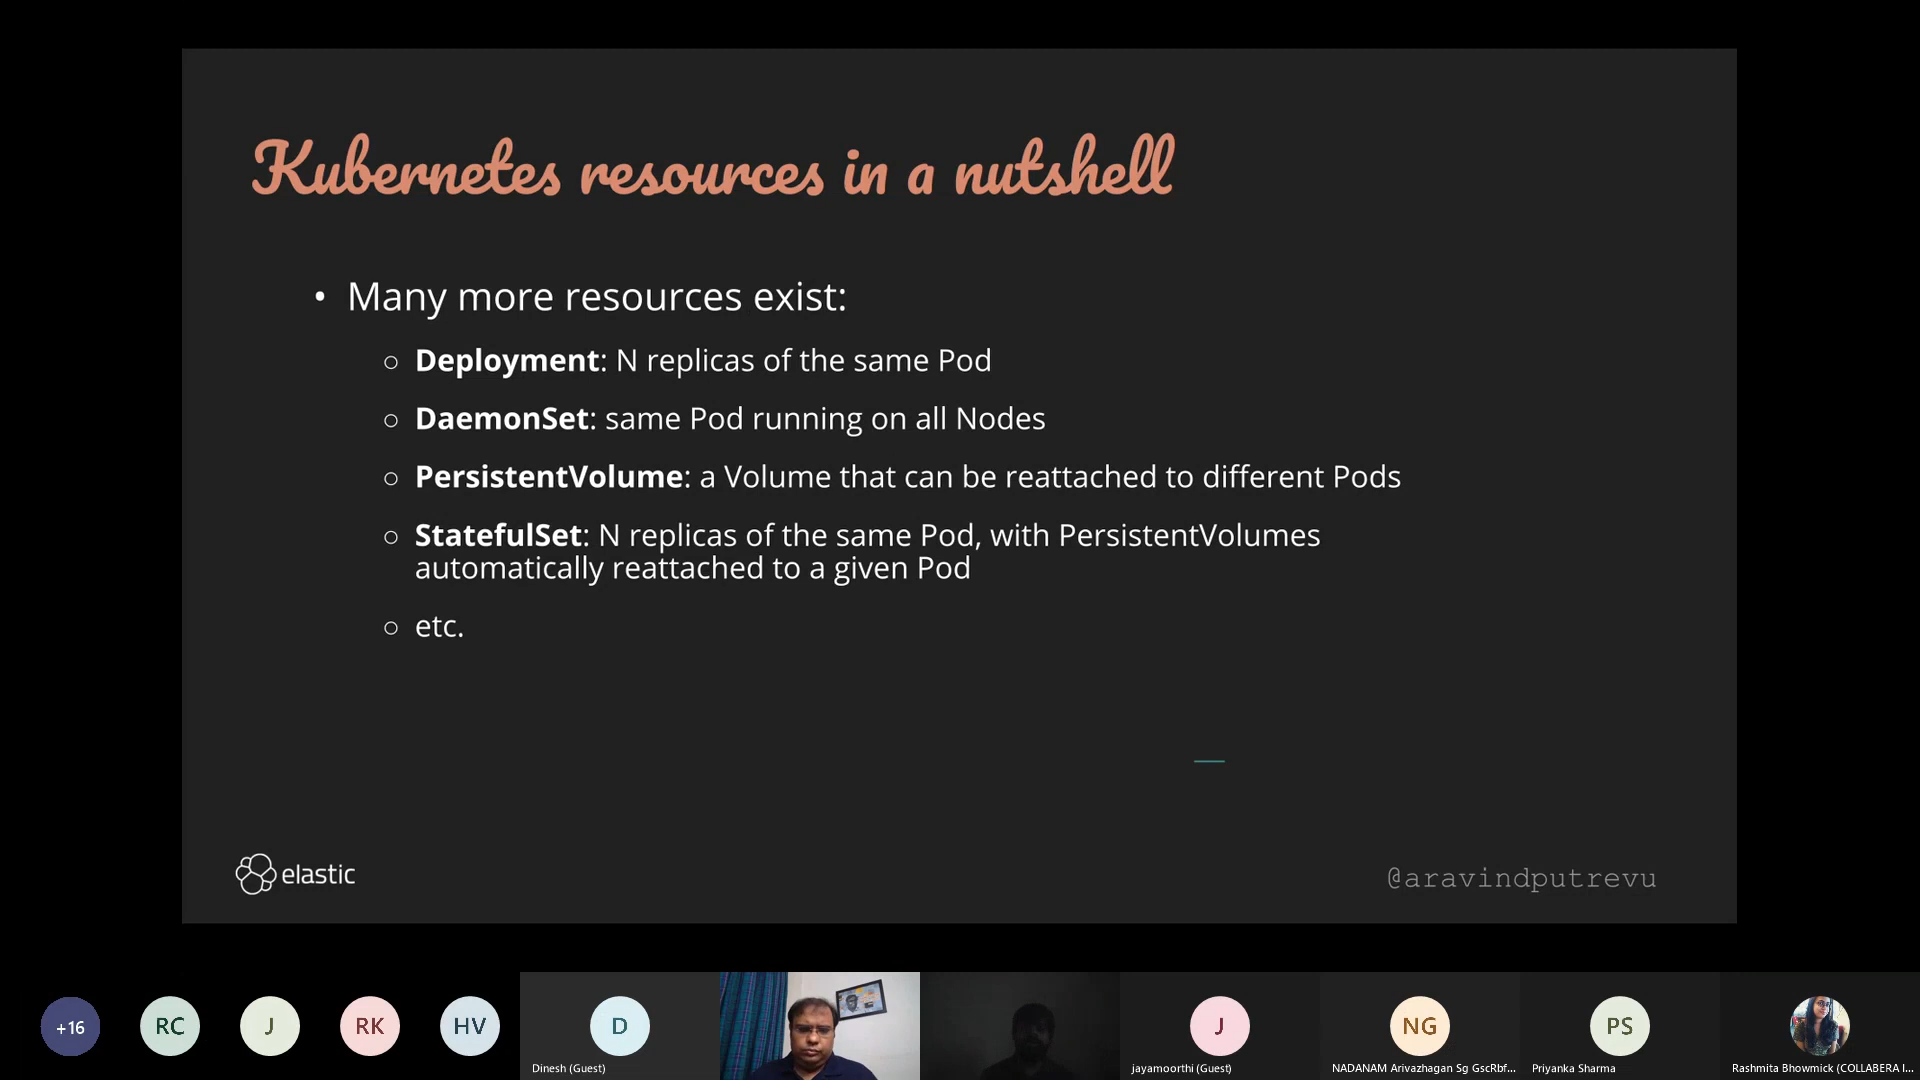 Kubernetes resources in a nutshell
• Many more resources exist:
○ Deployment: N replicas of the same Pod
○ DaemonSet: same Pod running on all Nodes
○ PersistentVolume: a Volume that can be reattached to different Pods
○ StatefulSet: N replicas of the same Pod, with PersistentVolumes
automatically reattached to a given Pod
○ etc.
elastic
@aravindputrevu
+16
RC
J
RK
HV
D
J
NG
PS
Dinesh (Guest)
jayamoorthi (Guest)
NADANAM Arivazhagan Sg GscRbf...
Priyanka Sharma
Rashmita Bhowmick (COLLABERA I...